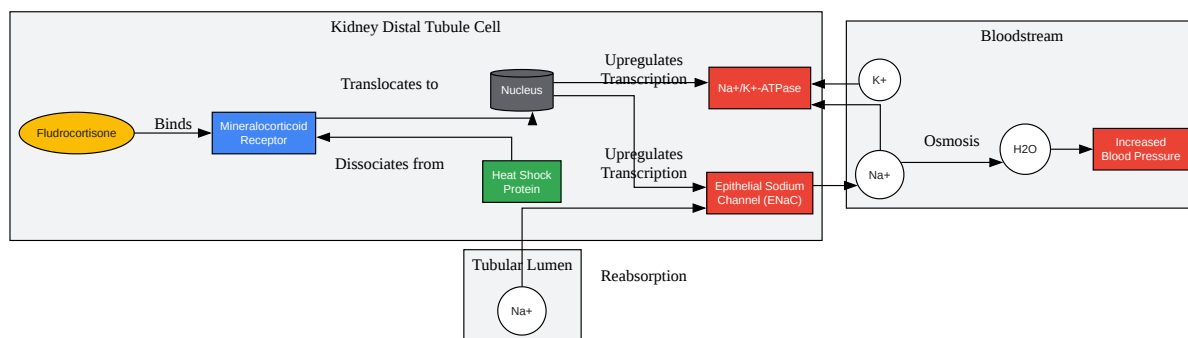 Kidney Distal Tubule Cell
Bloodstream
Fludrocortisone
Binds
Mineralocorticoid
Receptor
Translocates to
Nucleus
Dissociates from
Heat Shock
Protein
Upregulates
Transcription
Na+/K+-ATPase
Upregulates
Transcription
Epithelial Sodium
Channel (ENaC)
K+
Na+
Osmosis
H2O
Increased
Blood Pressure
Tubular Lumen
Na+
Reabsorption